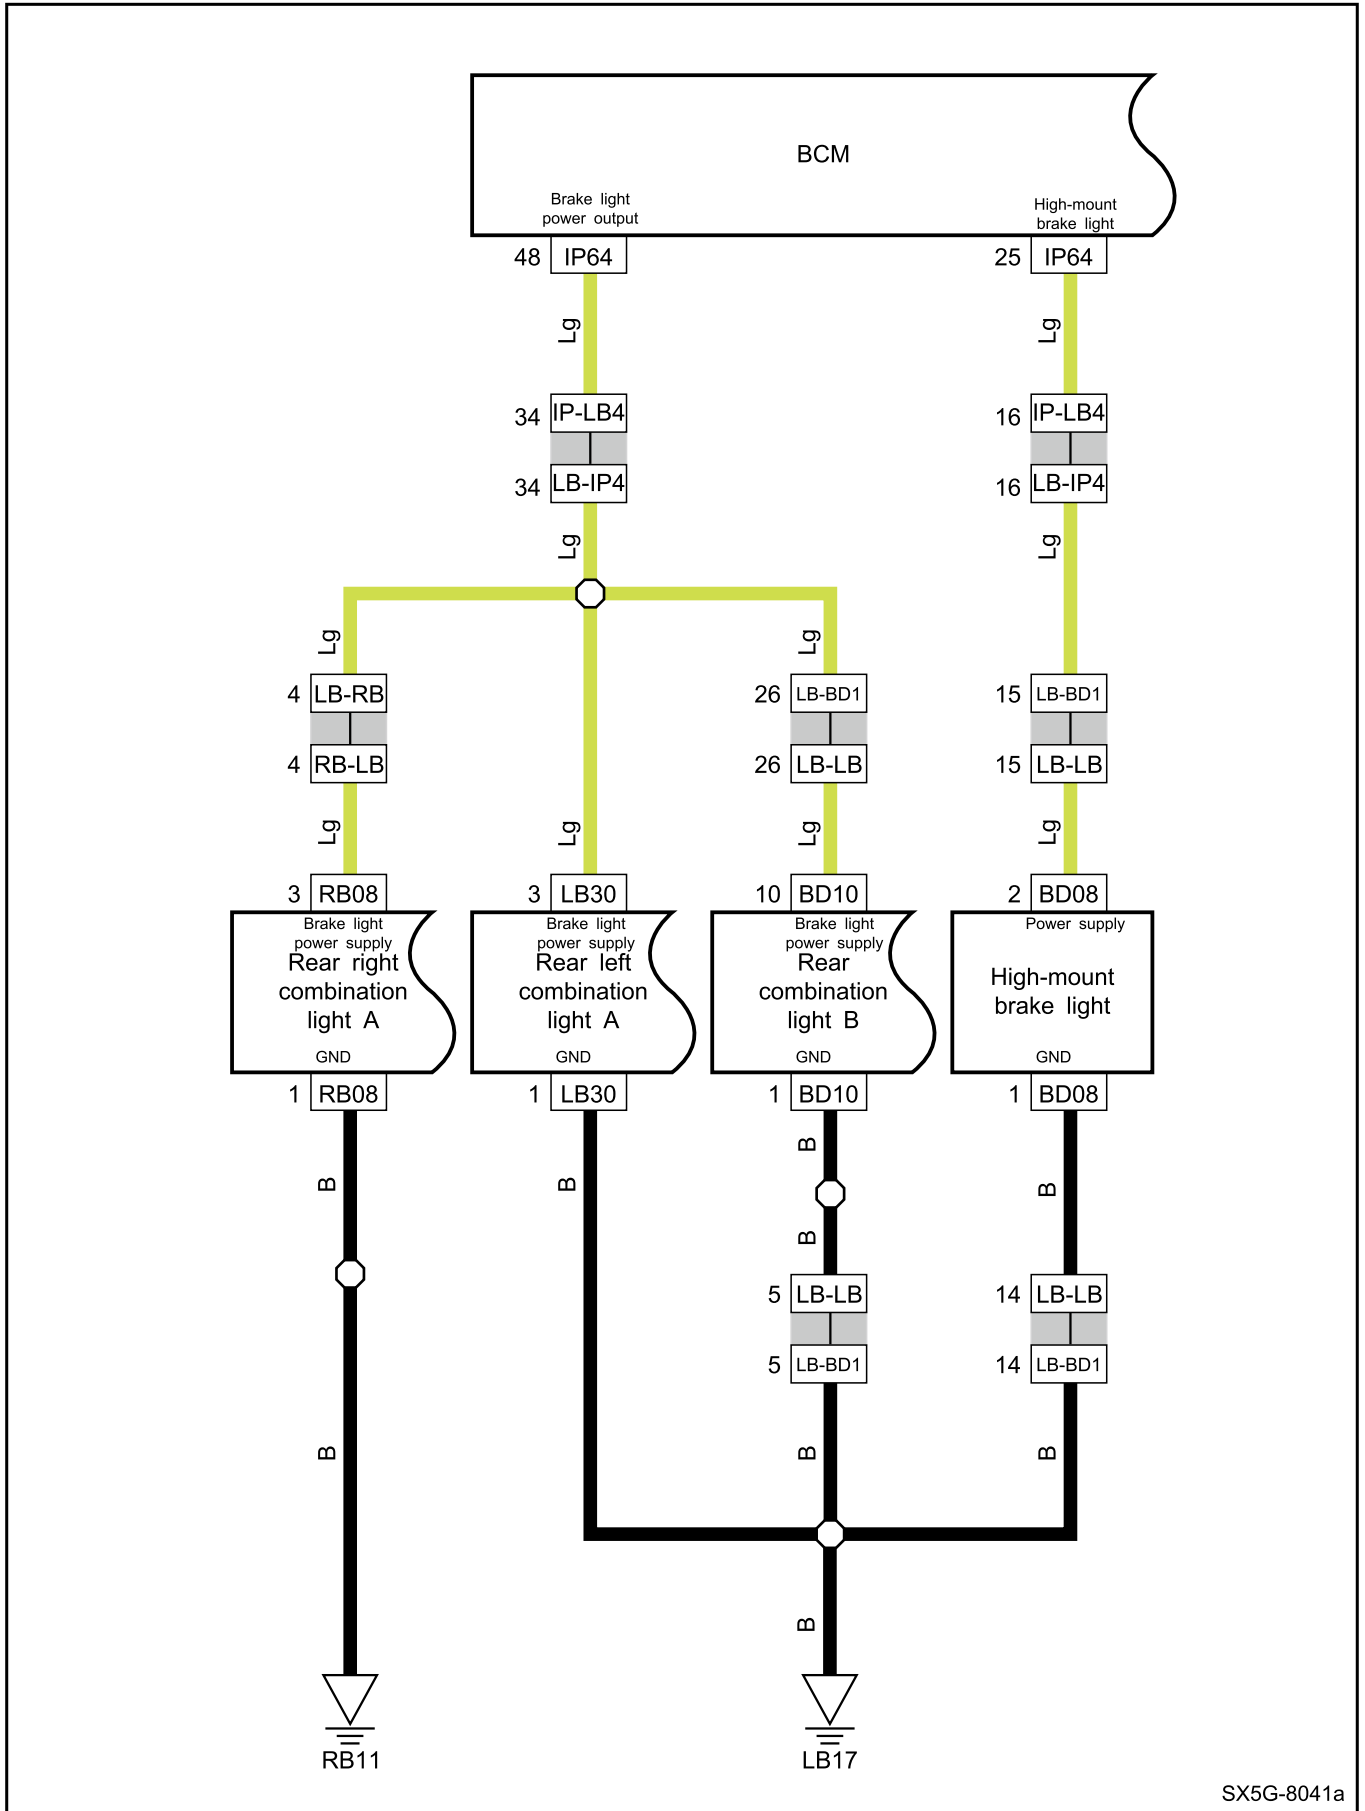 BCM
Brake light
power output
High-mount
brake light
48 IP64
25 IP64
Lg
Lg
34 IP-LB4
16 IP-LB4
34 LB-IP4
16 LB-IP4
Lg
Lg
Lg
Lg
4 LB-RB
26 LB-BD1
15 LB-BD1
4 RB-LB
26 LB-LB
15 LB-LB
Lg
Lg
Lg
Lg
3 RB08
3 LB30
10 BD10
2 BD08
Brake light
power supply
Rear right
combination
light A
GND
Brake light
power supply
Rear left
combination
light A
GND
Brake light
power supply
Rear
combination
light B
GND
Power supply
High-mount
brake light
GND
1 RB08
1 LB30
1 BD10
1 BD08
B
B
B
B
B
5 LB-LB
14 LB-LB
5 LB-BD1
14 LB-BD1
B
B
B
B
RB11
LB17
SX5G-8041a